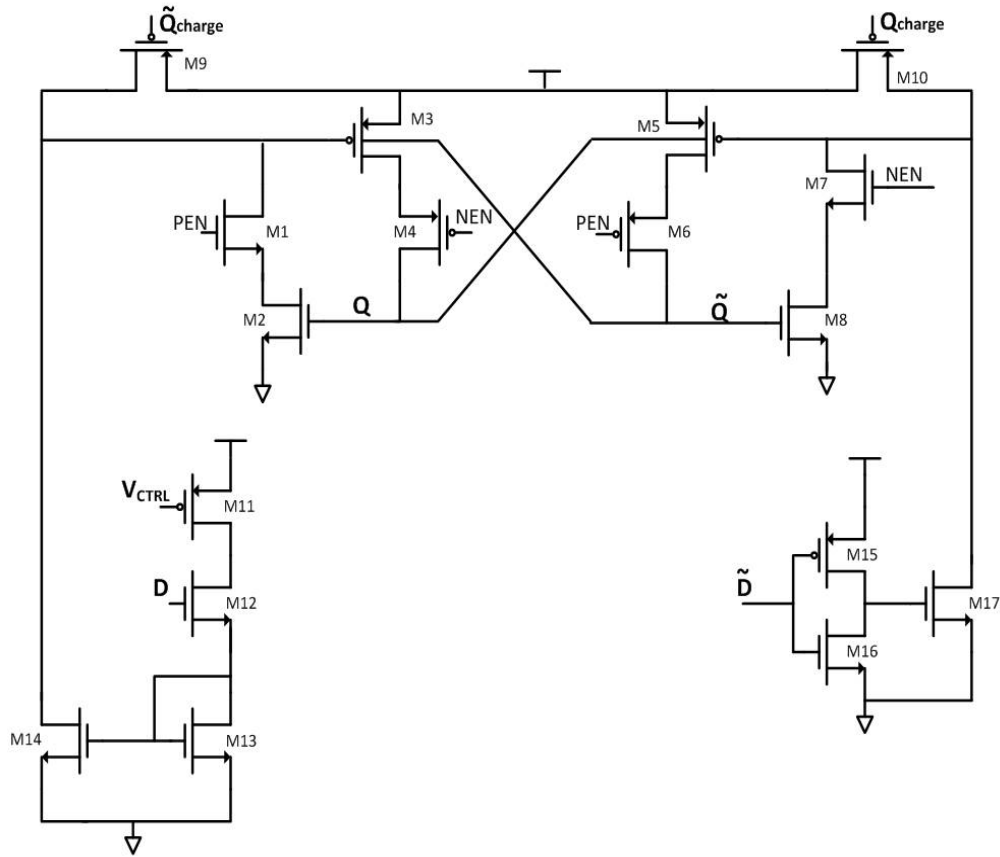 Q̃charge
Qcharge
M9
M10
M3
M5
M7
NEN
PEN
M1
M4
NEN
PEN
M6
M2
Q
Q̃
M8
VCTRL
M11
D
M12
M15
D̃
M17
M16
M14
M13